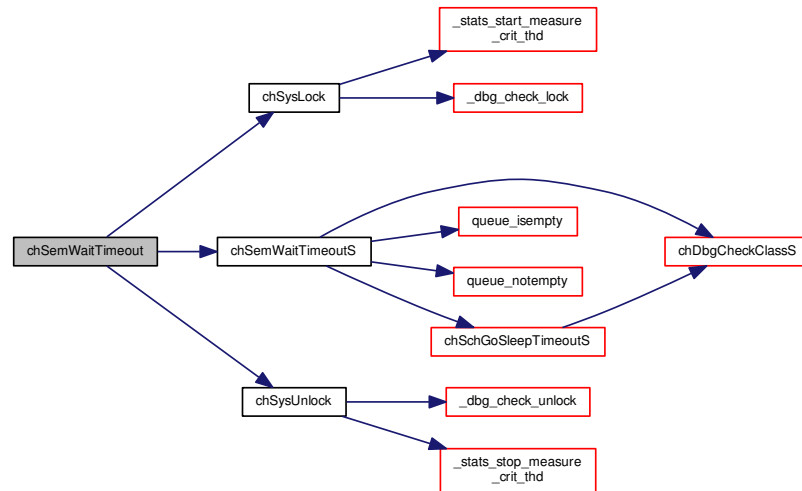 _stats_start_measure
_crit_thd
chSysLock
_dbg_check_lock
queue_isempty
chSemWaitTimeout
chSemWaitTimeoutS
chDbgCheckClassS
queue_notempty
chSchGoSleepTimeoutS
chSysUnlock
_dbg_check_unlock
_stats_stop_measure
_crit_thd